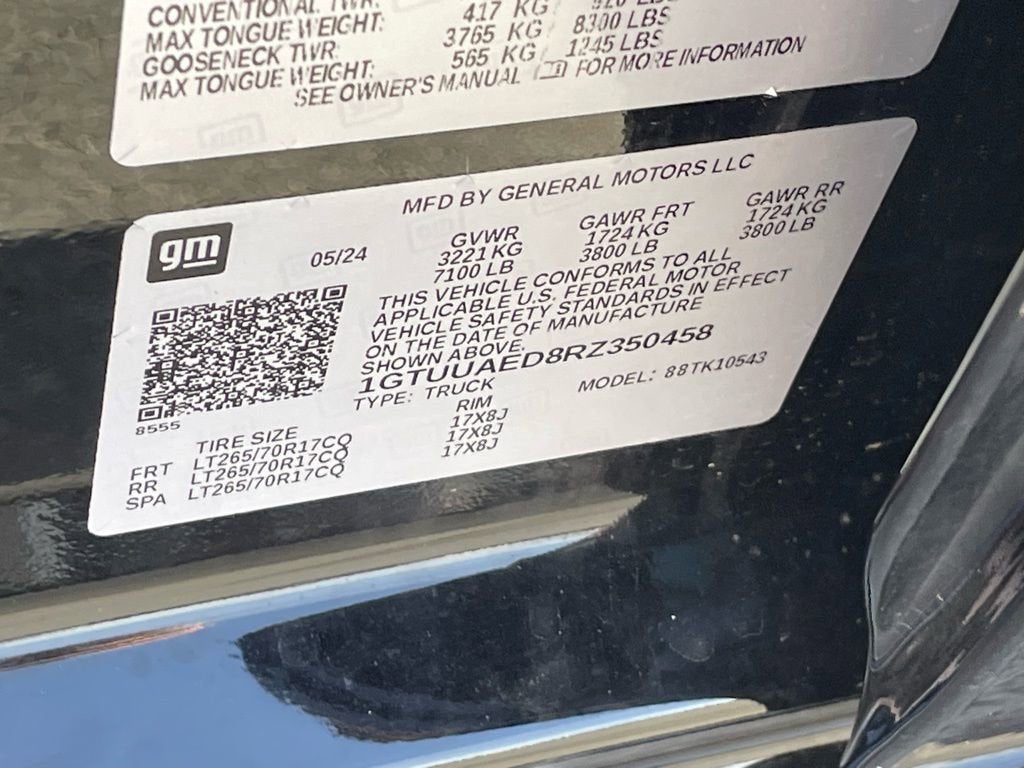 CONVENTIONAL TWR:
MAX TONGUE WEIGHT: 417 KG/ 920 LBS
GOOSENECK TWR: 3765 KG/ 8300 LBS
MAX TONGUE WEIGHT: 565 KG/ 1245 LBS
SEE OWNER'S MANUAL FOR MORE INFORMATION
MFD BY GENERAL MOTORS LLC
gm
05/24
GVWR GAWR FRT GAWR RR
3221 KG 1724 KG 1724 KG
7100 LB 3800 LB 3800 LB
THIS VEHICLE CONFORMS TO ALL
APPLICABLE U.S. FEDERAL MOTOR
VEHICLE SAFETY STANDARDS IN EFFECT
ON THE DATE OF MANUFACTURE
SHOWN ABOVE.
1GTUUAED8RZ350458
TYPE: TRUCK MODEL: 88TK10543
8555
TIRE SIZE RIM
FRT LT265/70R17CQ 17X8J
RR LT265/70R17CQ 17X8J
SPA LT265/70R17CQ 17X8J